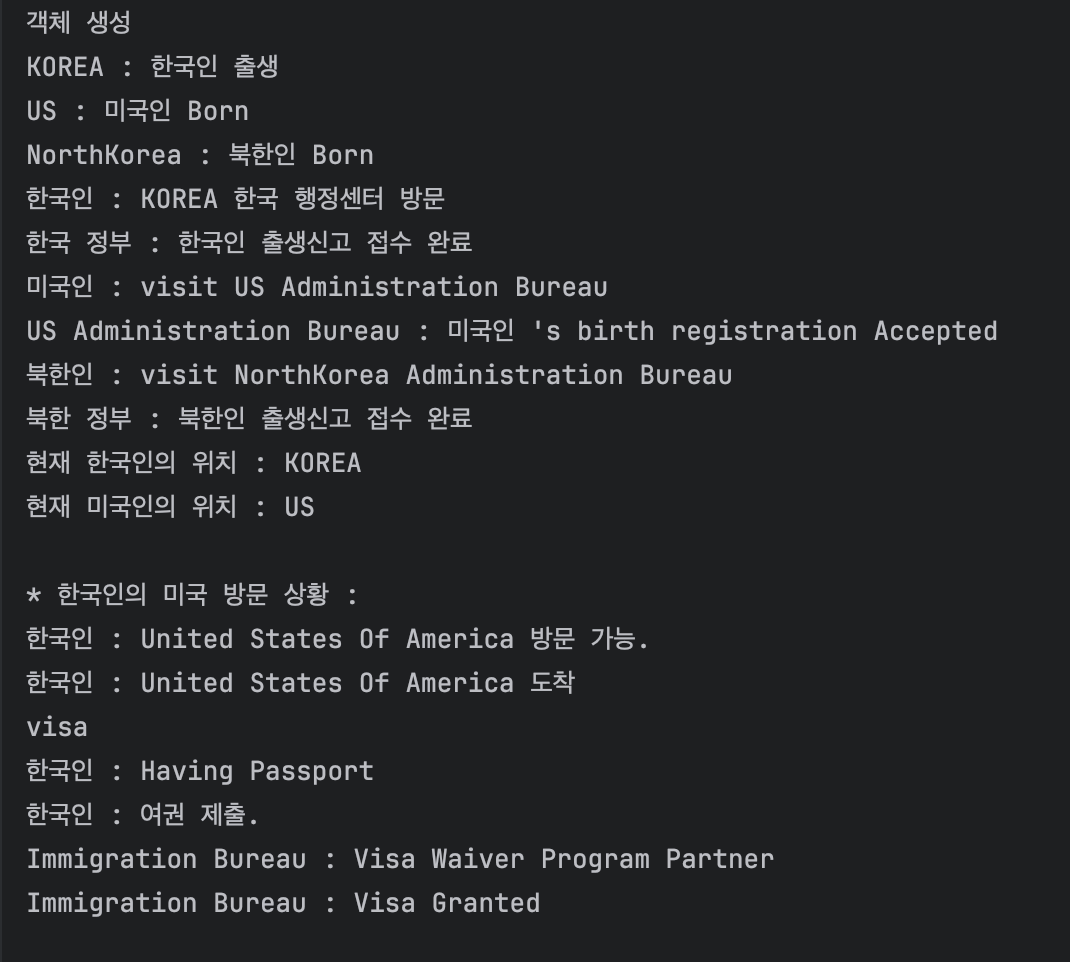 객체 생성
KOREA : 한국인 출생
US : 미국인 Born
NorthKorea : 북한인 Born
한국인 : KOREA 한국 행정센터 방문
한국 정부 : 한국인 출생신고 접수 완료
미국인 : visit US Administration Bureau
US Administration Bureau : 미국인 's birth registration Accepted
북한인 : visit NorthKorea Administration Bureau
북한 정부 : 북한인 출생신고 접수 완료
현재 한국인의 위치 : KOREA
현재 미국인의 위치 : US

* 한국인의 미국 방문 상황 :
한국인 : United States Of America 방문 가능.
한국인 : United States Of America 도착
visa
한국인 : Having Passport
한국인 : 여권 제출.
Immigration Bureau : Visa Waiver Program Partner
Immigration Bureau : Visa Granted